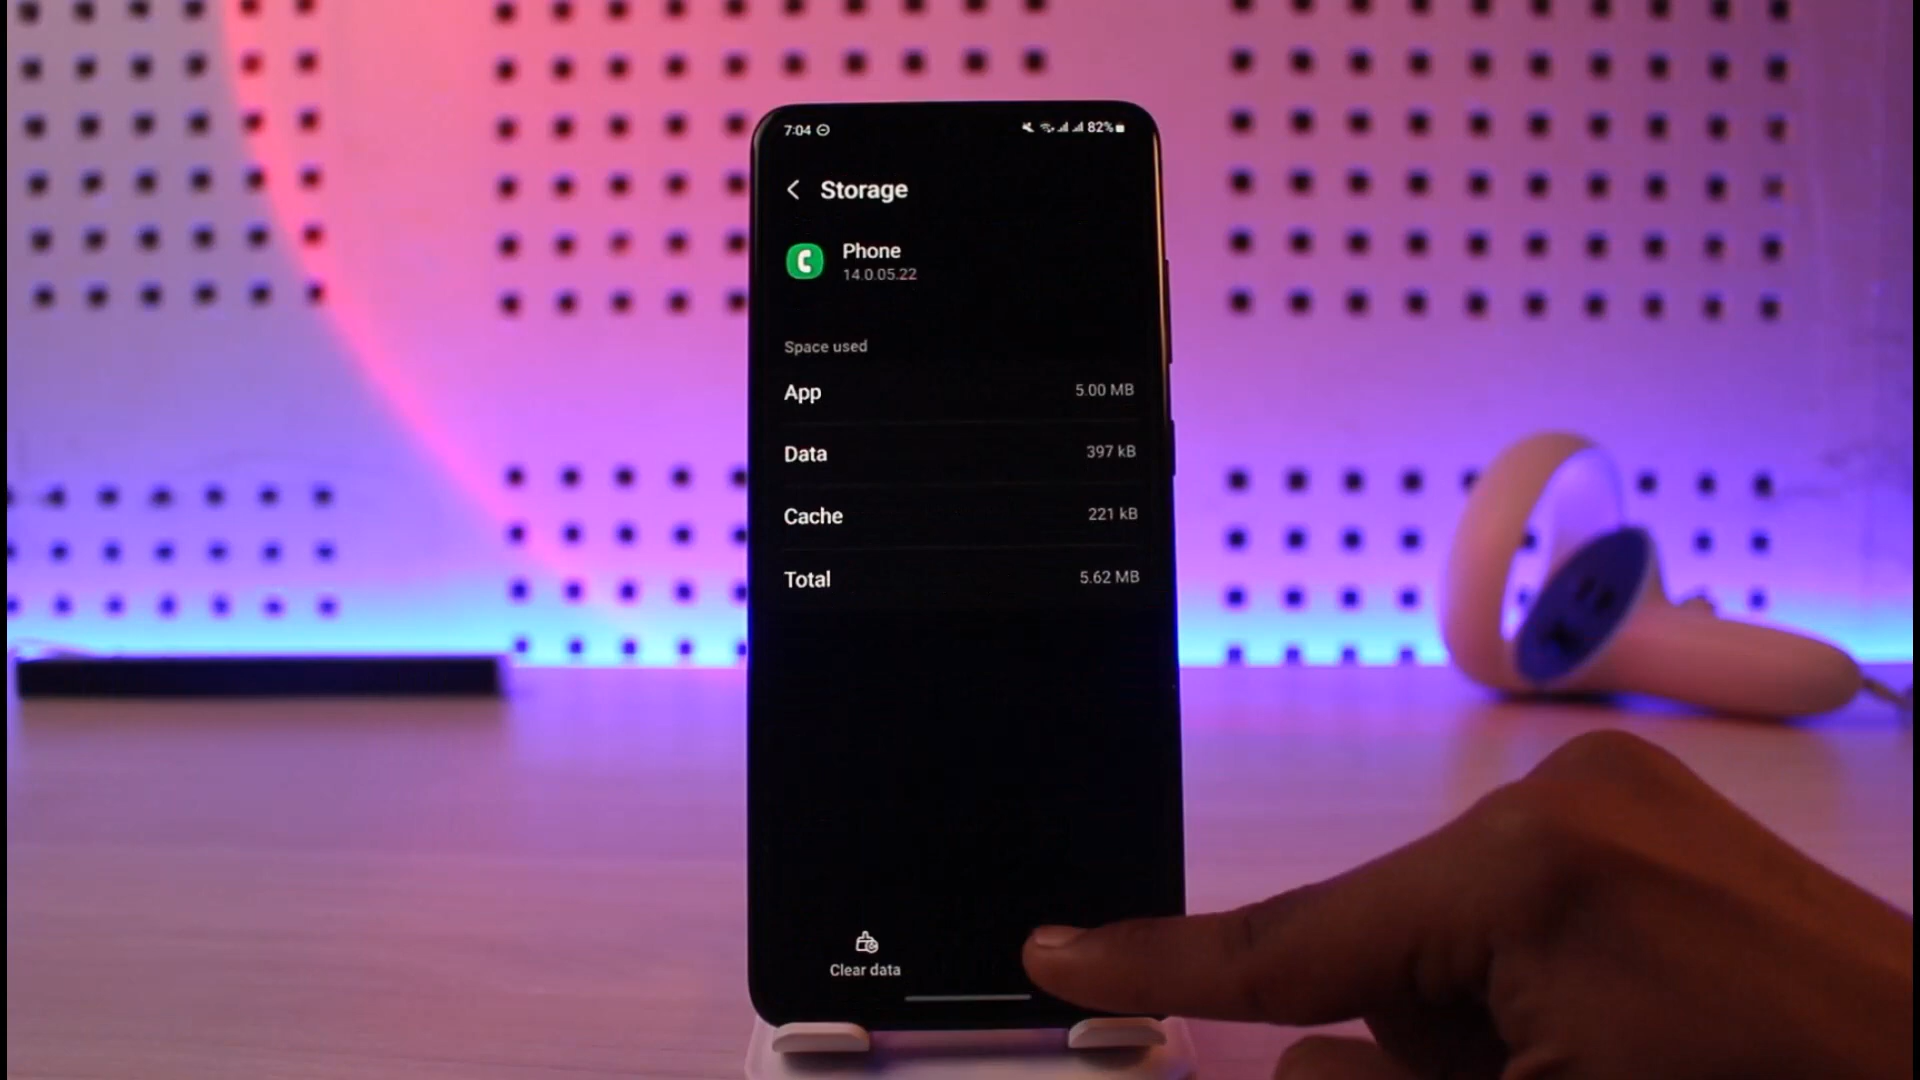 7:04
82%
Storage
Phone
14.0.05.22
Space used
App 5.00 MB
Data 397 kB
Cache 221 kB
Total 5.62 MB
Clear data